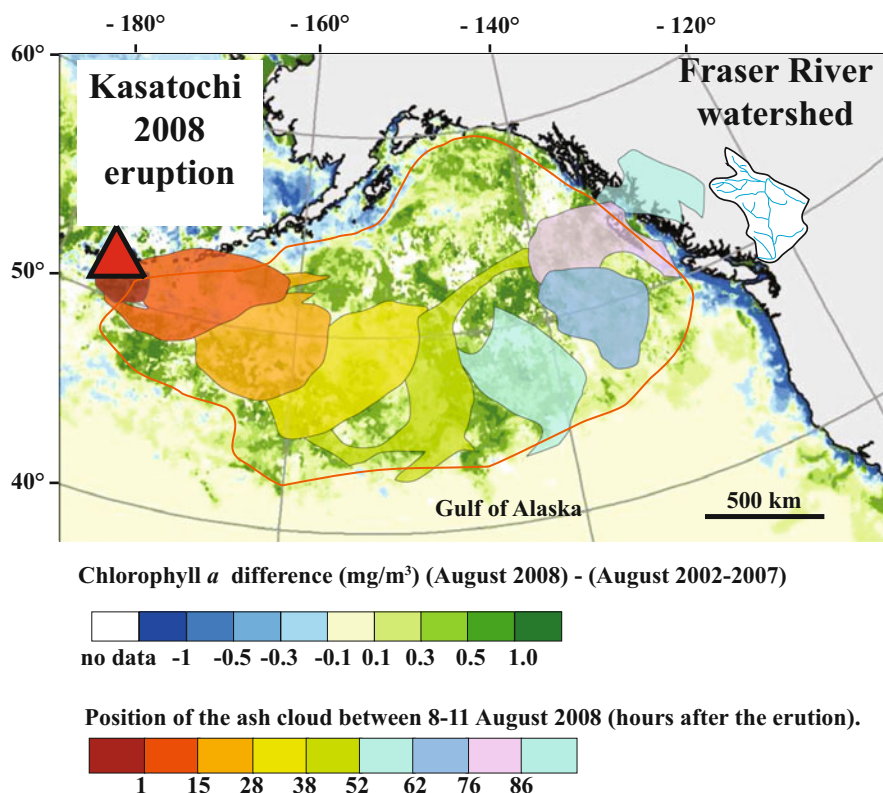 - 180° - 160° - 140° - 120°
60°
Kasatochi
2008
eruption
Fraser River
watershed
50°
40°
Gulf of Alaska
500 km
Chlorophyll a difference (mg/m³) (August 2008) - (August 2002-2007)
no data -1 -0.5 -0.3 -0.1 0.1 0.3 0.5 1.0
Position of the ash cloud between 8-11 August 2008 (hours after the erution).
1 15 28 38 52 62 76 86